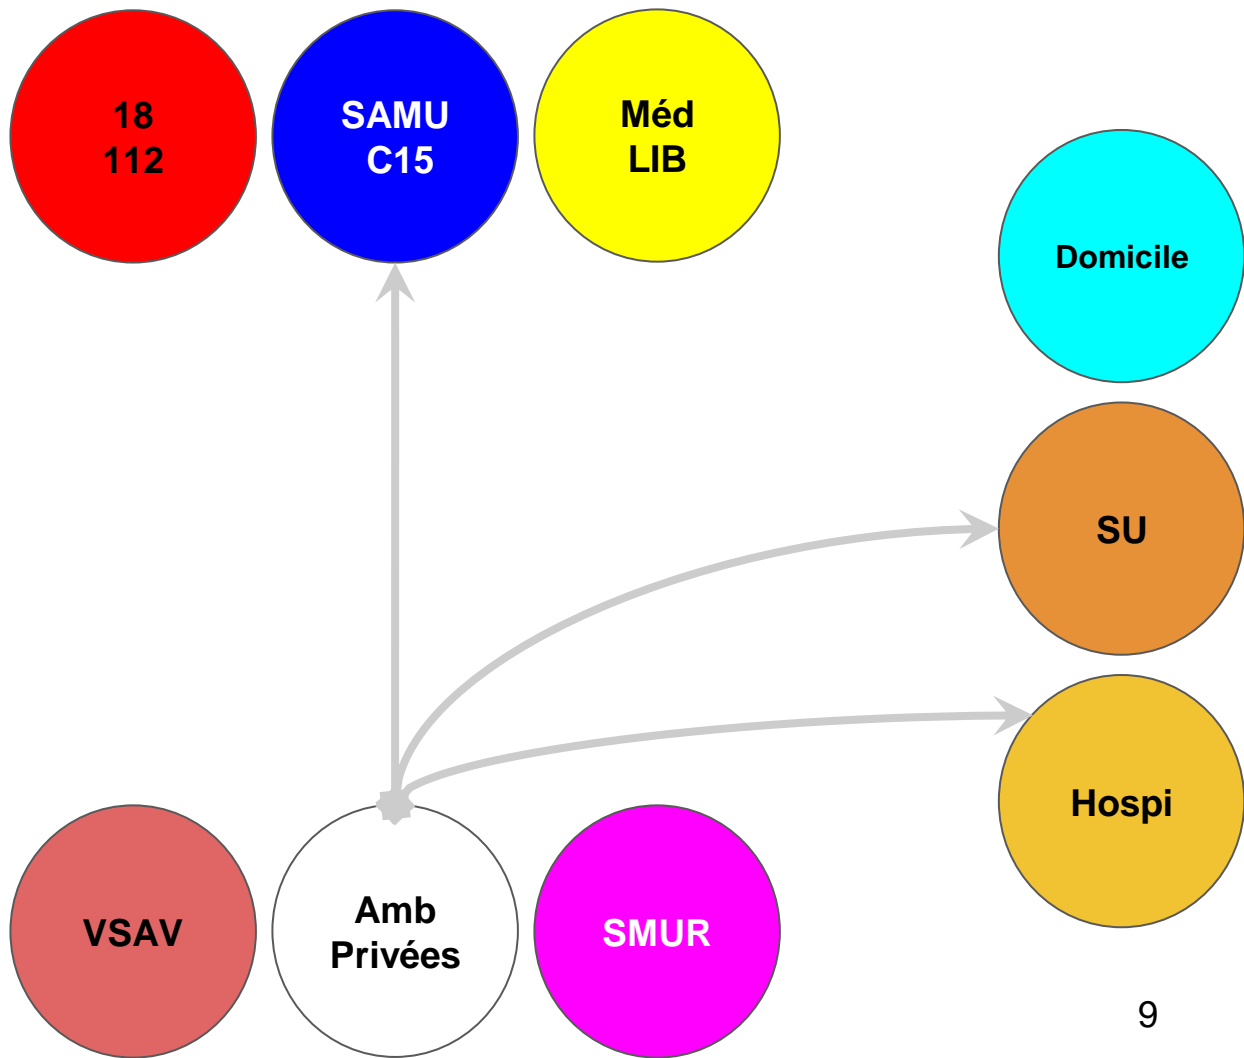 18
112
SAMU
C15
Méd
LIB
Domicile
SU
Hospi
VSAV
Amb
Privées
SMUR
9